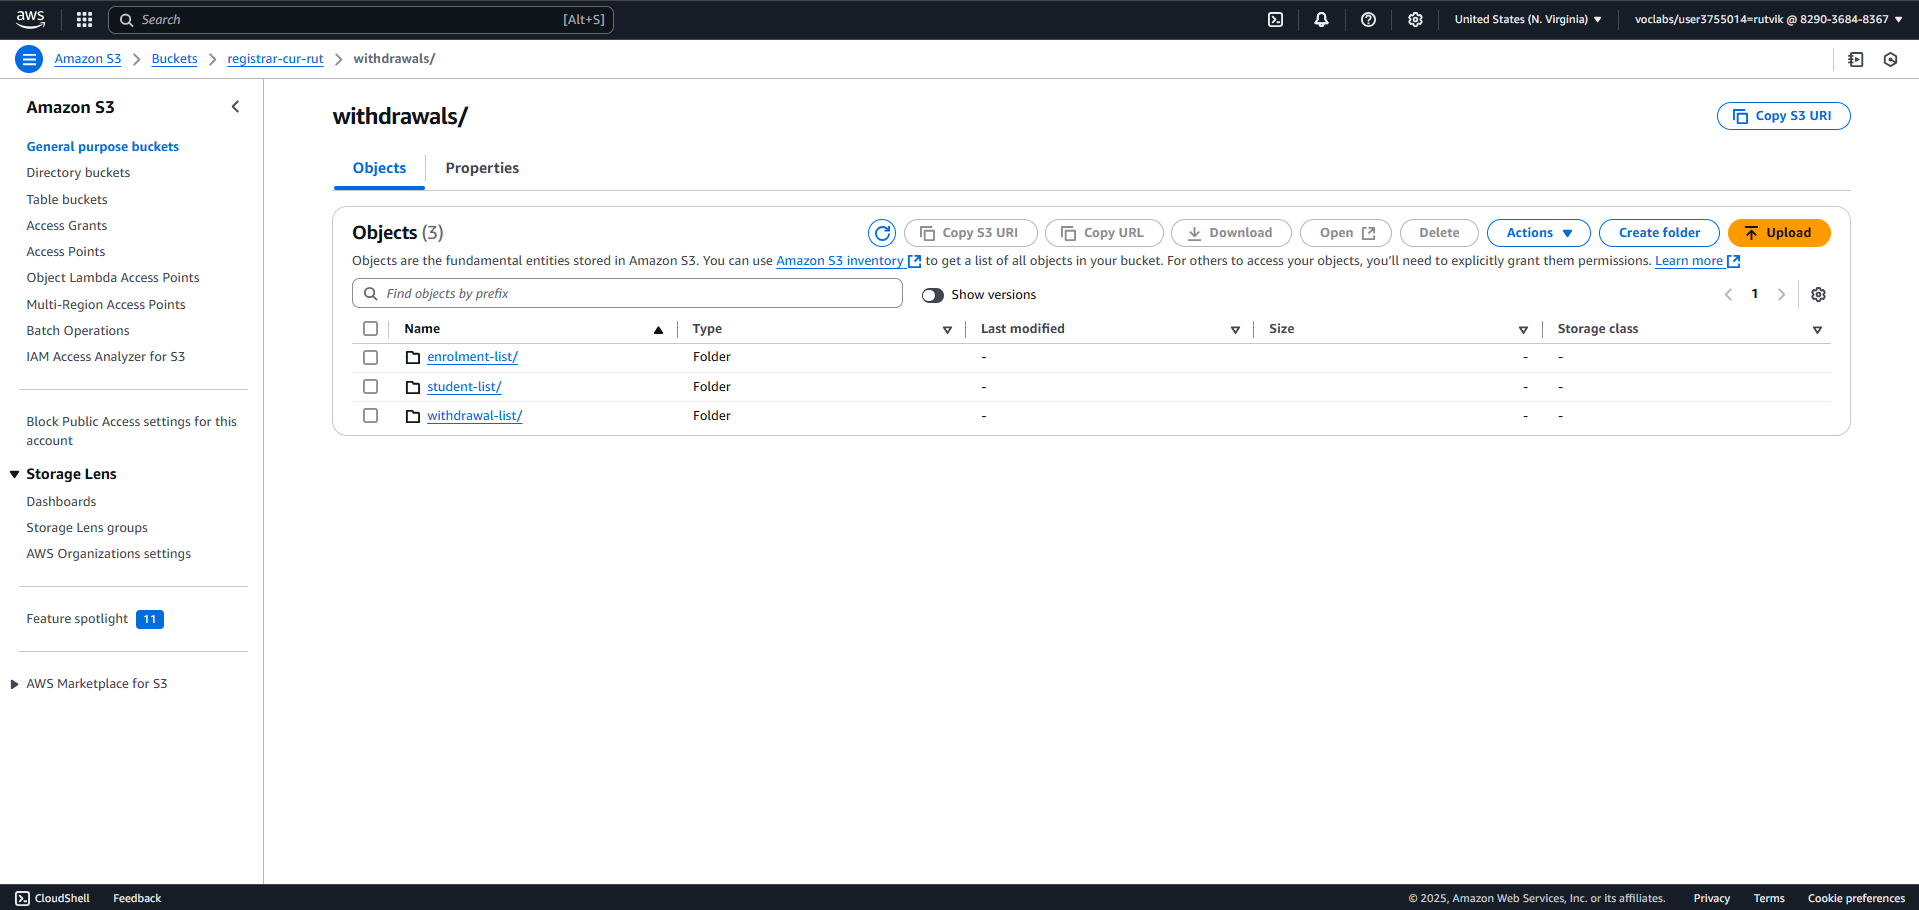 aws
Search [Alt+S]
United States (N. Virginia)
voclabs/user3755014=rutvik @ 8290-3684-8367
Amazon S3 Buckets registrar-cur-rut withdrawals/
Amazon S3
General purpose buckets
Directory buckets
Table buckets
Access Grants
Access Points
Object Lambda Access Points
Multi-Region Access Points
Batch Operations
IAM Access Analyzer for S3
Block Public Access settings for this
account
Storage Lens
Dashboards
Storage Lens groups
AWS Organizations settings
Feature spotlight 11
AWS Marketplace for S3
withdrawals/
Copy S3 URI
Objects Properties
Objects (3)
Copy S3 URI Copy URL Download Open Delete Actions Create folder Upload
Objects are the fundamental entities stored in Amazon S3. You can use Amazon S3 inventory to get a list of all objects in your bucket. For others to access your objects, you'll need to explicitly grant them permissions. Learn more
Find objects by prefix Show versions 1
Name Type Last modified Size Storage class
enrolment-list/ Folder - - -
student-list/ Folder - - -
withdrawal-list/ Folder - - -
CloudShell Feedback
© 2025, Amazon Web Services, Inc. or its affiliates. Privacy Terms Cookie preferences